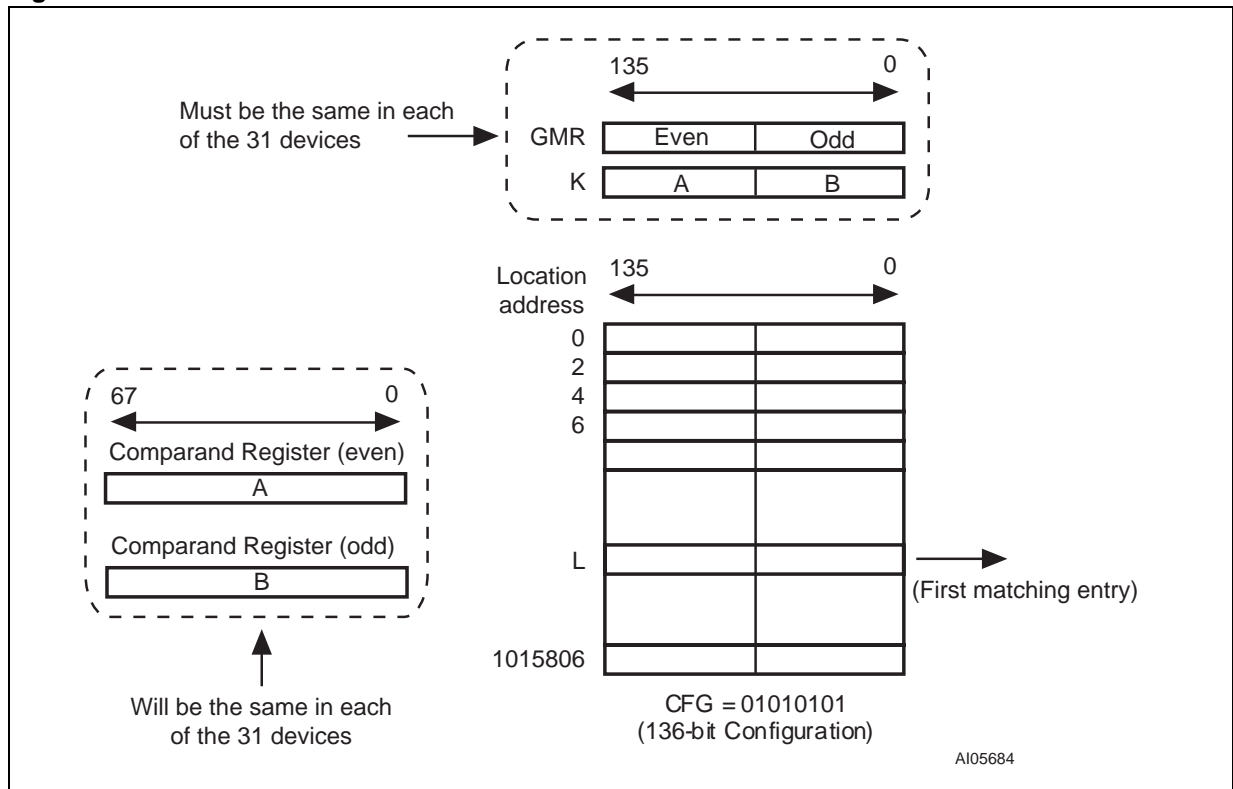 135 0
Must be the same in each
of the 31 devices
GMR Even Odd
K A B
Location
address
135 0
0
2
4
6
L
(First matching entry)
1015806
CFG = 01010101
(136-bit Configuration)
67 0
Comparand Register (even)
A
Comparand Register (odd)
B
Will be the same in each
of the 31 devices
AI05684